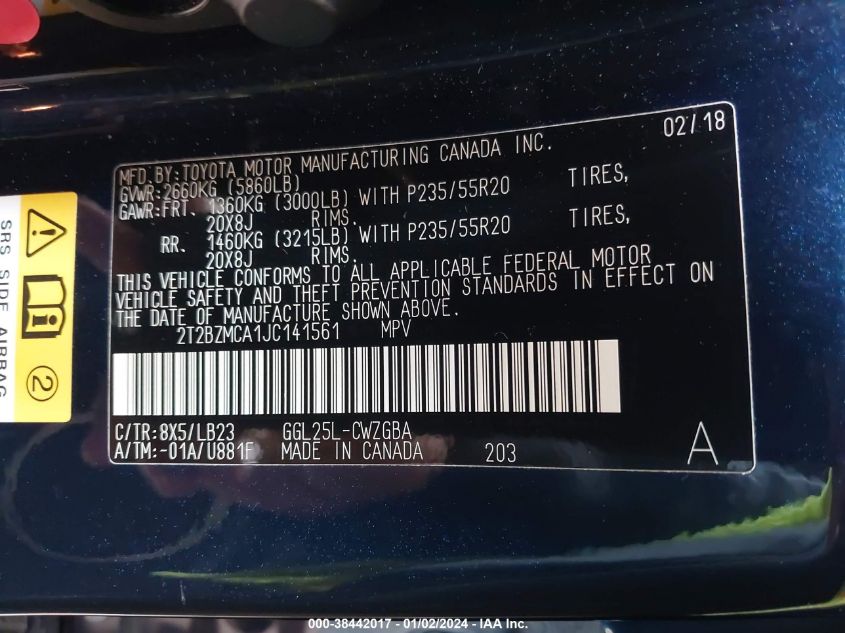 02/18
MFD. BY: TOYOTA MOTOR MANUFACTURING CANADA INC.
GVWR: 2660KG (5860LB)
GAWR: FRT. 1360KG (3000LB) WITH P235/55R20 TIRES,
20X8J RIMS.
RR. 1460KG (3215LB) WITH P235/55R20 TIRES,
20X8J RIMS.
THIS VEHICLE CONFORMS TO ALL APPLICABLE FEDERAL MOTOR
VEHICLE SAFETY AND THEFT PREVENTION STANDARDS IN EFFECT ON
THE DATE OF MANUFACTURE SHOWN ABOVE.
2T2BZMCA1JC141561 MPV
C/TR: 8X5/LB23 GGL25L-CWZGBA
A/TM: -01A/U881F MADE IN CANADA 203 A
SRS SIDE AIRBAG
2
000-38442017 - 01/02/2024 - IAA Inc.